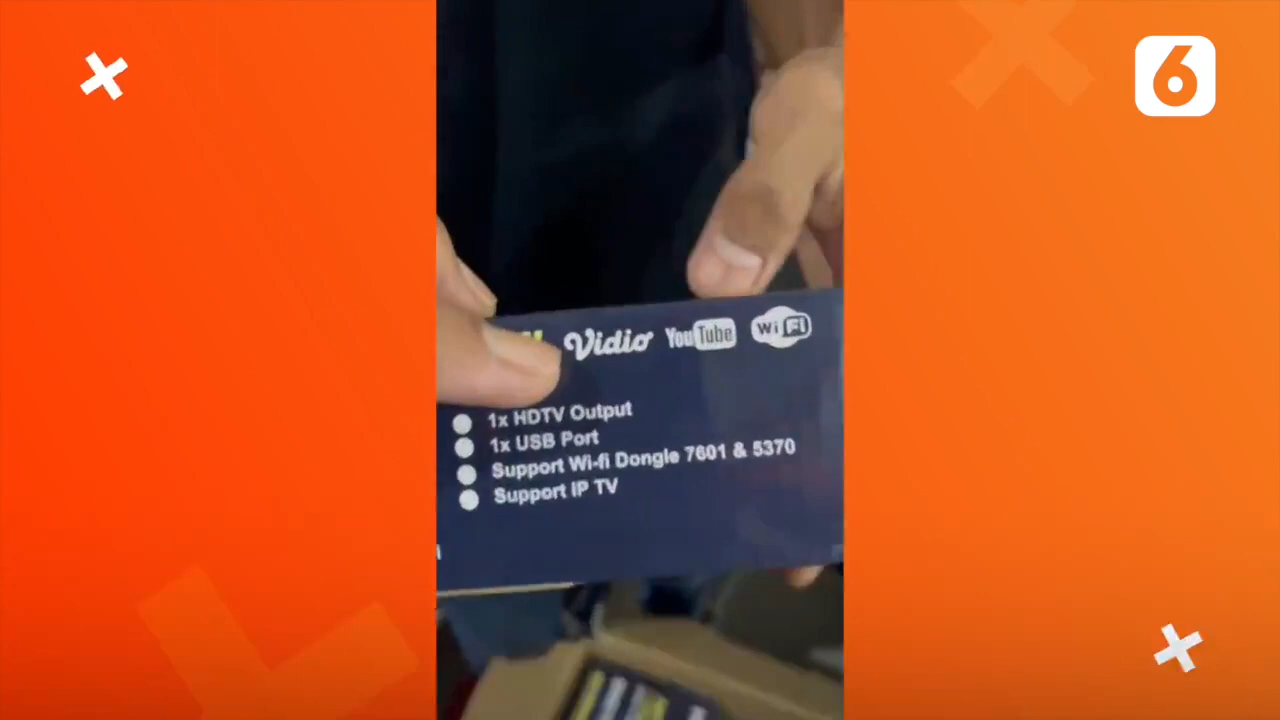 6
Vidio YouTube WiFi
1x HDTV Output
1x USB Port
Support Wi-fi Dongle 7601 & 5370
Support IP TV